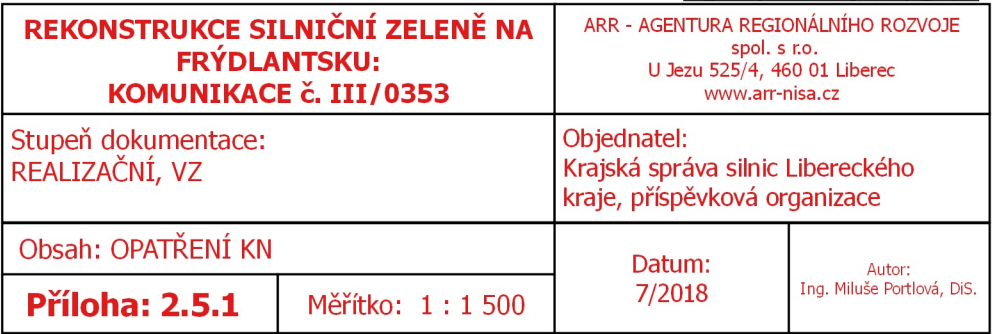 REKONSTRUKCE SILNIČNÍ ZELENĚ NA
FRÝDLANTSKU:
KOMUNIKACE č. III/0353
ARR - AGENTURA REGIONÁLNÍHO ROZVOJE
spol. s r.o.
U Jezu 525/4, 460 01 Liberec
www.arr-nisa.cz
Stupeň dokumentace:
REALIZAČNÍ, VZ
Objednatel:
Krajská správa silnic Libereckého
kraje, příspěvková organizace
Obsah: OPATŘENÍ KN
Příloha: 2.5.1
Měřítko: 1 : 1 500
Datum:
7/2018
Autor:
Ing. Miluše Portlová, DiS.